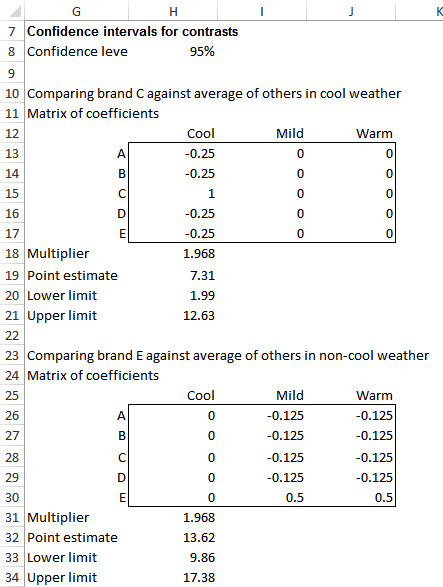 G H I J K
7 Confidence intervals for contrasts
8 Confidence leve 95%
9
10 Comparing brand C against average of others in cool weather
11 Matrix of coefficients
12 Cool Mild Warm
13 A -0.25 0 0
14 B -0.25 0 0
15 C 1 0 0
16 D -0.25 0 0
17 E -0.25 0 0
18 Multiplier 1.968
19 Point estimate 7.31
20 Lower limit 1.99
21 Upper limit 12.63
22
23 Comparing brand E against average of others in non-cool weather
24 Matrix of coefficients
25 Cool Mild Warm
26 A 0 -0.125 -0.125
27 B 0 -0.125 -0.125
28 C 0 -0.125 -0.125
29 D 0 -0.125 -0.125
30 E 0 0.5 0.5
31 Multiplier 1.968
32 Point estimate 13.62
33 Lower limit 9.86
34 Upper limit 17.38